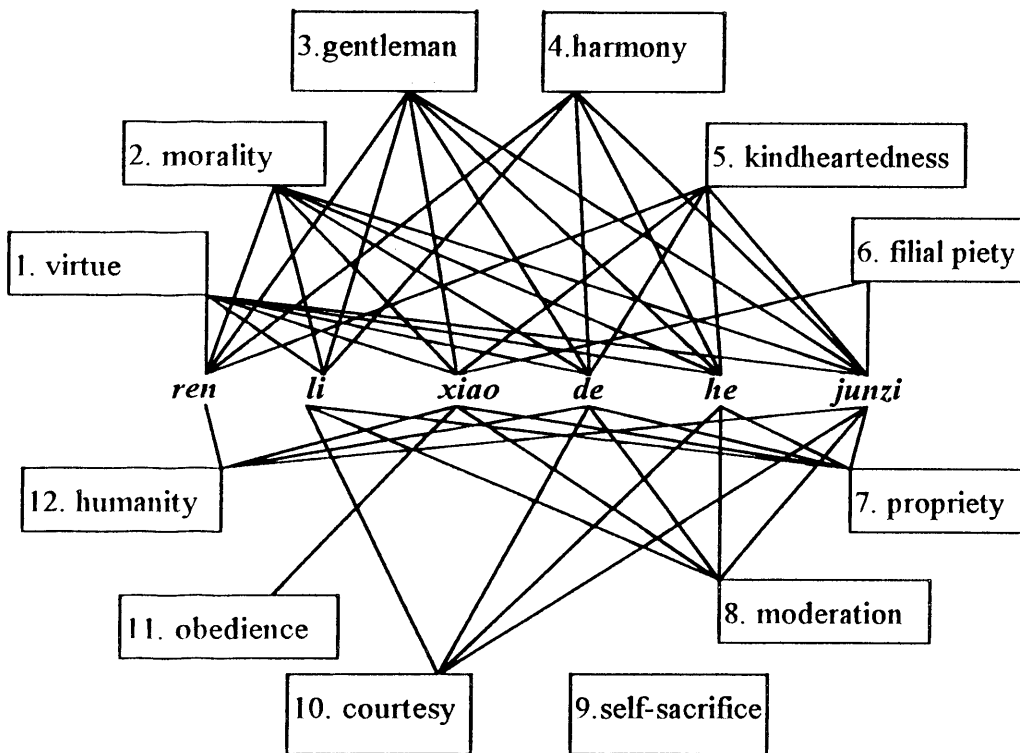 3.gentleman
4.harmony
2. morality
5. kindheartedness
1. virtue
6. filial piety
ren li xiao de he junzi
12. humanity
7. propriety
11. obedience
8. moderation
10. courtesy
9.self-sacrifice